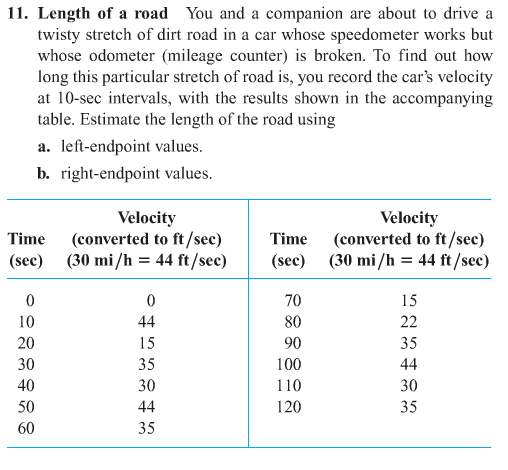 11. Length of a road You and a companion are about to drive a
twisty stretch of dirt road in a car whose speedometer works but
whose odometer (mileage counter) is broken. To find out how
long this particular stretch of road is, you record the car's velocity
at 10-sec intervals, with the results shown in the accompanying
table. Estimate the length of the road using
a. left-endpoint values.
b. right-endpoint values.
Velocity Velocity
Time (converted to ft/sec) Time (converted to ft/sec)
(sec) (30 mi/h = 44 ft/sec) (sec) (30 mi/h = 44 ft/sec)
0 0 70 15
10 44 80 22
20 15 90 35
30 35 100 44
40 30 110 30
50 44 120 35
60 35